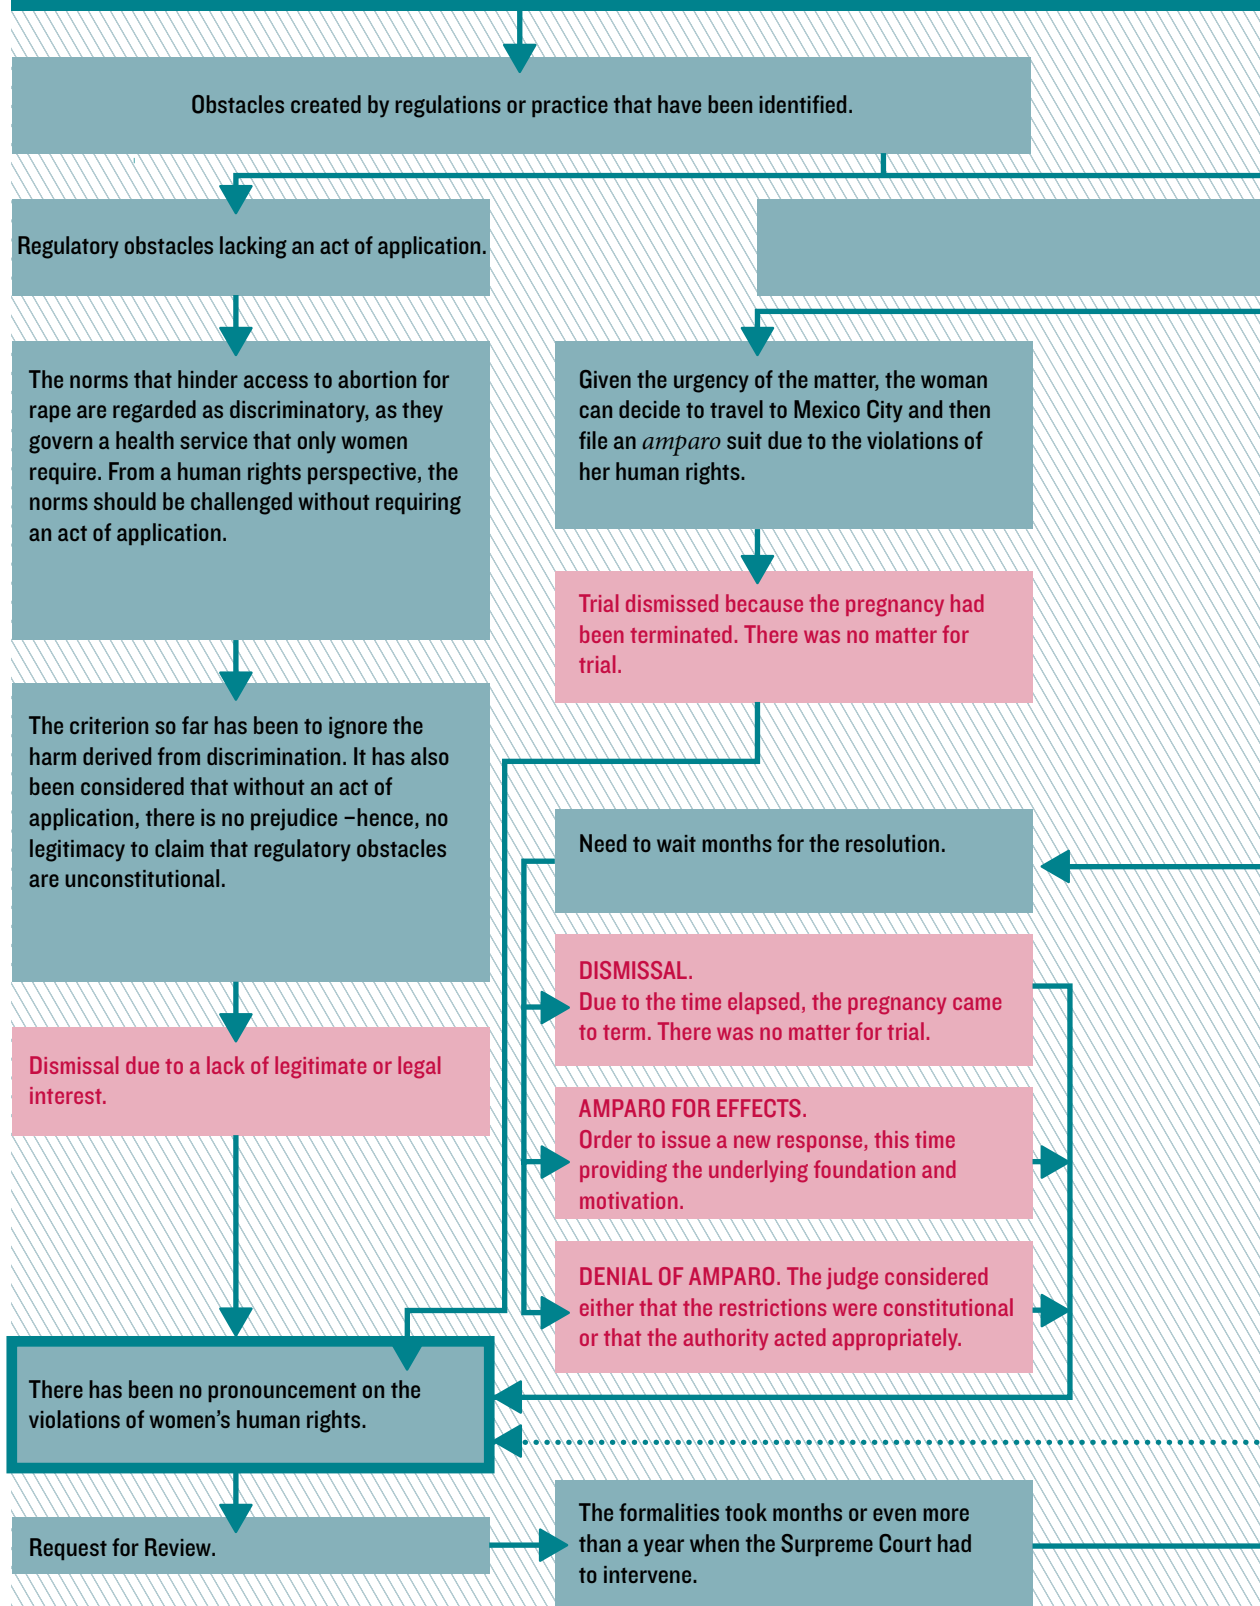 Obstacles created by regulations or practice that have been identified.
Regulatory obstacles lacking an act of application.
The norms that hinder access to abortion for
rape are regarded as discriminatory, as they
govern a health service that only women
require. From a human rights perspective, the
norms should be challenged without requiring
an act of application.
The criterion so far has been to ignore the
harm derived from discrimination. It has also
been considered that without an act of
application, there is no prejudice –hence, no
legitimacy to claim that regulatory obstacles
are unconstitutional.
Dismissal due to a lack of legitimate or legal
interest.
Given the urgency of the matter, the woman
can decide to travel to Mexico City and then
file an amparo suit due to the violations of
her human rights.
Trial dismissed because the pregnancy had
been terminated. There was no matter for
trial.
Need to wait months for the resolution.
DISMISSAL.
Due to the time elapsed, the pregnancy came
to term. There was no matter for trial.
AMPARO FOR EFFECTS.
Order to issue a new response, this time
providing the underlying foundation and
motivation.
DENIAL OF AMPARO. The judge considered
either that the restrictions were constitutional
or that the authority acted appropriately.
There has been no pronouncement on the
violations of women's human rights.
Request for Review.
The formalities took months or even more
than a year when the Surpreme Court had
to intervene.